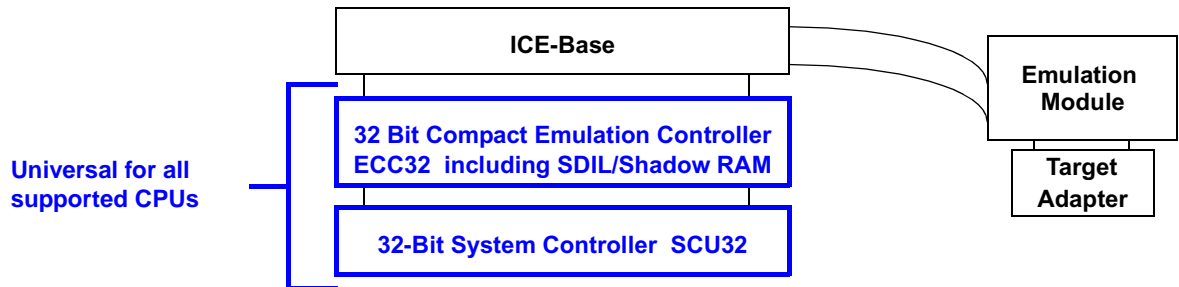 ICE-Base
Emulation
Module
32 Bit Compact Emulation Controller
ECC32 including SDIL/Shadow RAM
Universal for all
supported CPUs
Target
Adapter
32-Bit System Controller SCU32